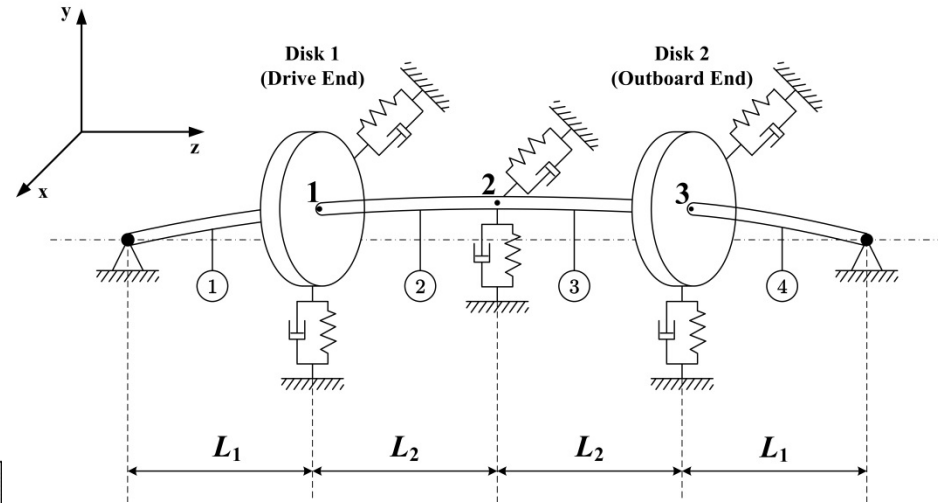 y
z
x
Disk 1
(Drive End)
Disk 2
(Outboard End)
1
2
3
1
2
3
4
L1
L2
L2
L1